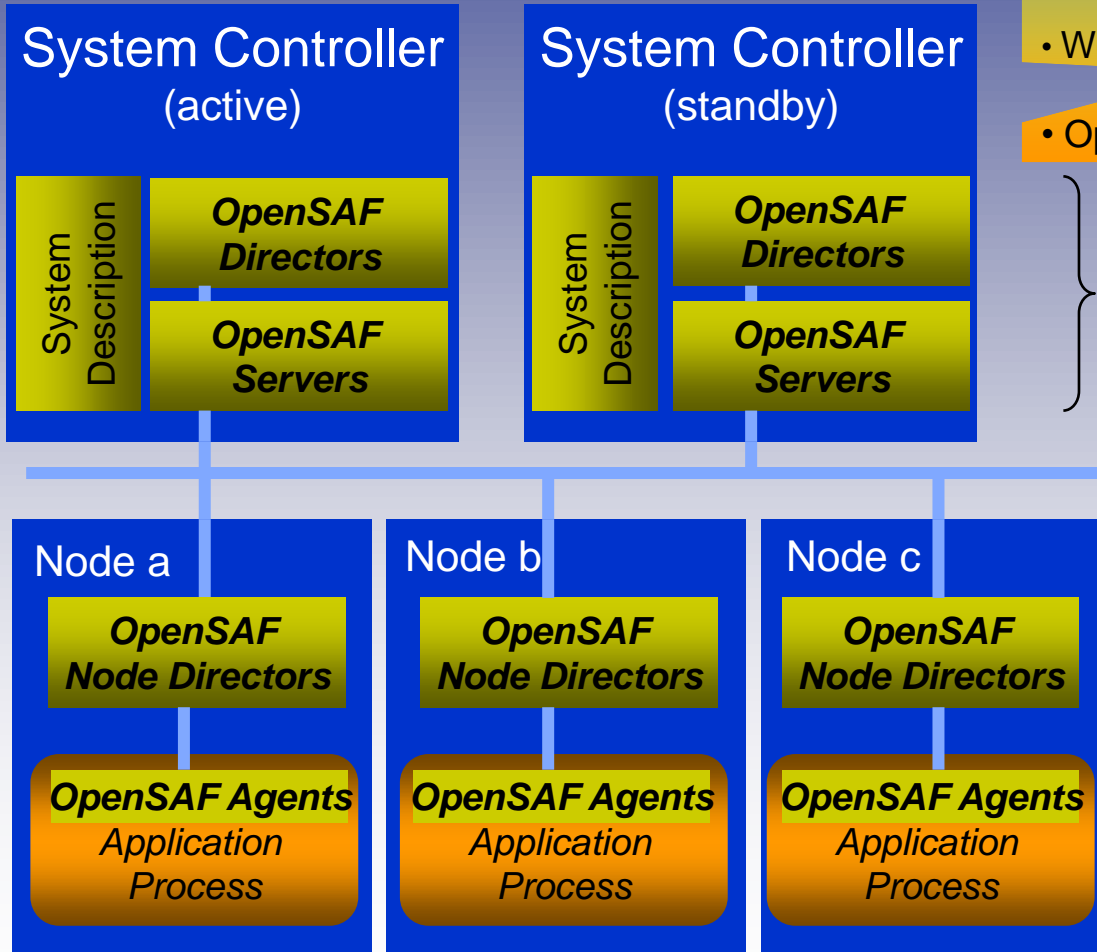 System Controller
(active)
System
Description
OpenSAF
Directors
OpenSAF
Servers
System Controller
(standby)
System
Description
OpenSAF
Directors
OpenSAF
Servers
Node a
OpenSAF
Node Directors
OpenSAF Agents
Application
Process
Node b
OpenSAF
Node Directors
OpenSAF Agents
Application
Process
Node c
OpenSAF
Node Directors
OpenSAF Agents
Application
Process